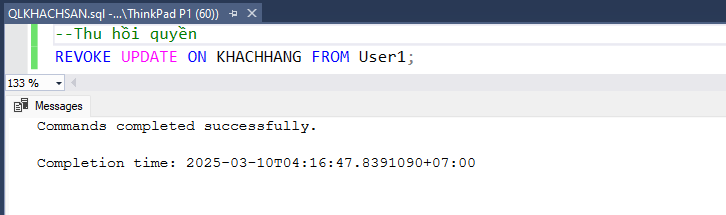 QLKHACHSAN.sql -...\ThinkPad P1 (60))
--Thu hồi quyền
REVOKE UPDATE ON KHACHHANG FROM User1;
133 %
Messages
Commands completed successfully.
Completion time: 2025-03-10T04:16:47.8391090+07:00